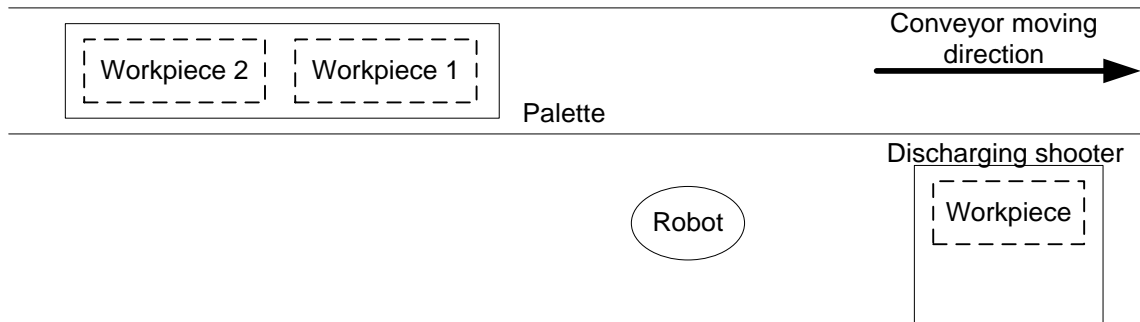 Conveyor moving
direction
Workpiece 2
Workpiece 1
Palette
Discharging shooter
Workpiece
Robot